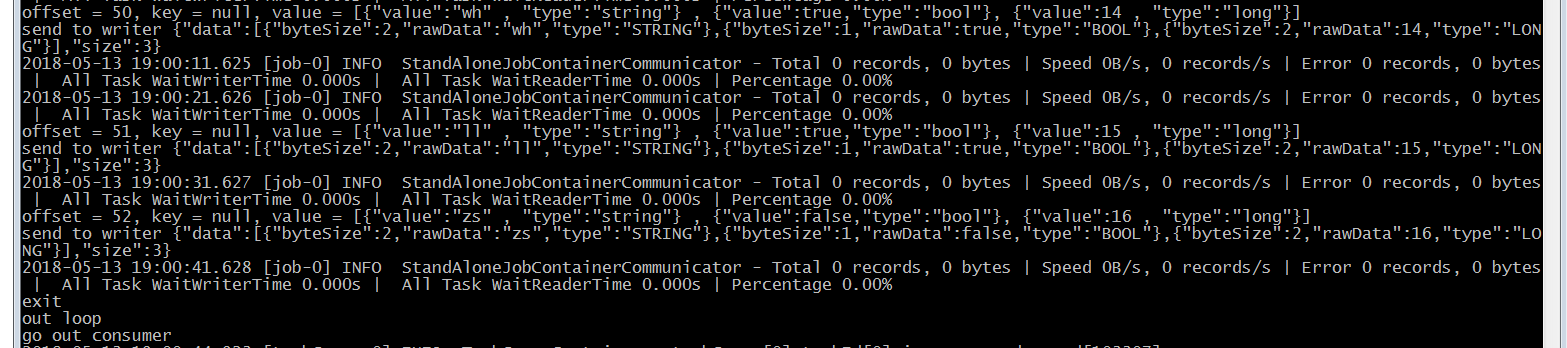 offset = 50, key = null, value = [{"value":"wh" , "type":"string"} , {"value":true,"type":"bool"}, {"value":14 , "type":"long"}]
send to writer {"data":[{"byteSize":2,"rawData":"wh","type":"STRING"},{"byteSize":1,"rawData":true,"type":"BOOL"},{"byteSize":2,"rawData":14,"type":"LON
G"}],"size":3}
2018-05-13 19:00:11.625 [job-0] INFO  StandAloneJobContainerCommunicator - Total 0 records, 0 bytes | Speed 0B/s, 0 records/s | Error 0 records, 0 bytes
 |  All Task WaitWriterTime 0.000s |  All Task WaitReaderTime 0.000s | Percentage 0.00%
2018-05-13 19:00:21.626 [job-0] INFO  StandAloneJobContainerCommunicator - Total 0 records, 0 bytes | Speed 0B/s, 0 records/s | Error 0 records, 0 bytes
 |  All Task WaitWriterTime 0.000s |  All Task WaitReaderTime 0.000s | Percentage 0.00%
offset = 51, key = null, value = [{"value":"ll" , "type":"string"} , {"value":true,"type":"bool"}, {"value":15 , "type":"long"}]
send to writer {"data":[{"byteSize":2,"rawData":"ll","type":"STRING"},{"byteSize":1,"rawData":true,"type":"BOOL"},{"byteSize":2,"rawData":15,"type":"LON
G"}],"size":3}
2018-05-13 19:00:31.627 [job-0] INFO  StandAloneJobContainerCommunicator - Total 0 records, 0 bytes | Speed 0B/s, 0 records/s | Error 0 records, 0 bytes
 |  All Task WaitWriterTime 0.000s |  All Task WaitReaderTime 0.000s | Percentage 0.00%
offset = 52, key = null, value = [{"value":"zs" , "type":"string"} , {"value":false,"type":"bool"}, {"value":16 , "type":"long"}]
send to writer {"data":[{"byteSize":2,"rawData":"zs","type":"STRING"},{"byteSize":1,"rawData":false,"type":"BOOL"},{"byteSize":2,"rawData":16,"type":"LO
NG"}],"size":3}
2018-05-13 19:00:41.628 [job-0] INFO  StandAloneJobContainerCommunicator - Total 0 records, 0 bytes | Speed 0B/s, 0 records/s | Error 0 records, 0 bytes
 |  All Task WaitWriterTime 0.000s |  All Task WaitReaderTime 0.000s | Percentage 0.00%
exit
out loop
go out consumer